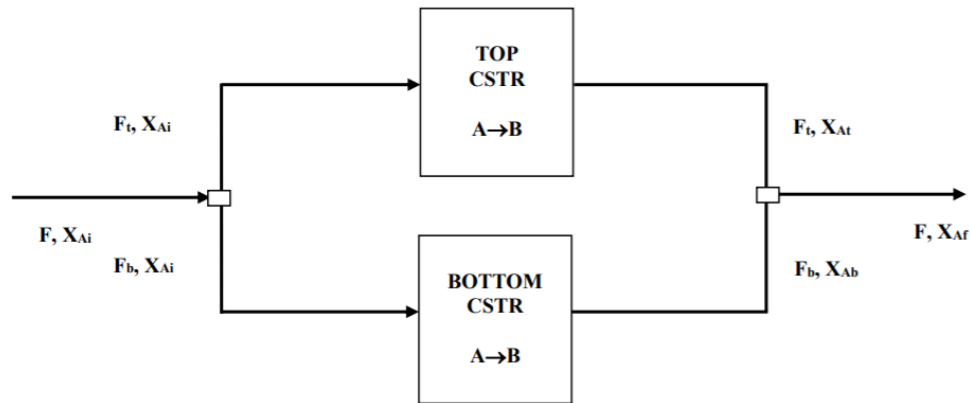 TOP
CSTR
A→B
Ft, XAi
Ft, XAt
F, XAi
Fb, XAi
F, XAf
Fb, XAb
BOTTOM
CSTR
A→B